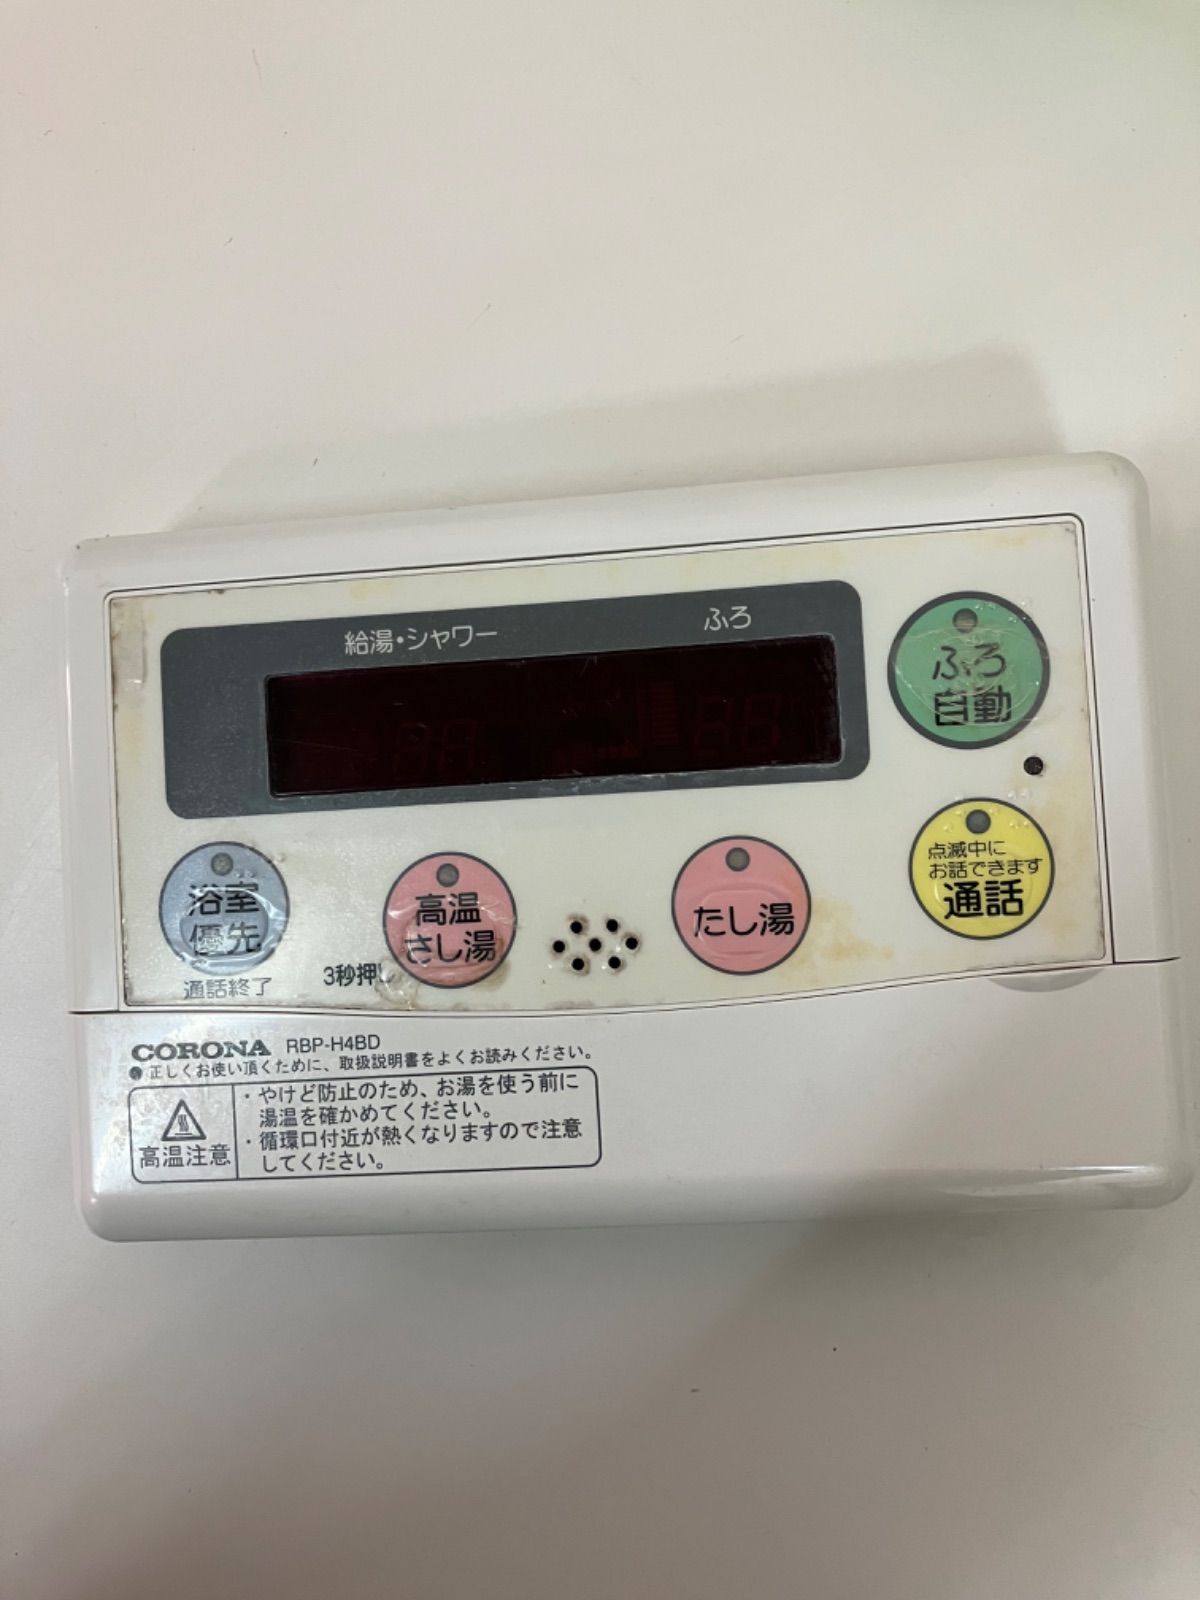 給湯・シャワー
ふろ
ふろ
自動
浴室
優先
通話終了
高温
さし湯
3秒押し
たし湯
点滅中に
お話できます
通話
CORONA RBP-H4BD
●正しくお使い頂くために、取扱説明書をよくお読みください。
高温注意
・やけど防止のため、お湯を使う前に
湯温を確かめてください。
・循環口付近が熱くなりますので注意
してください。